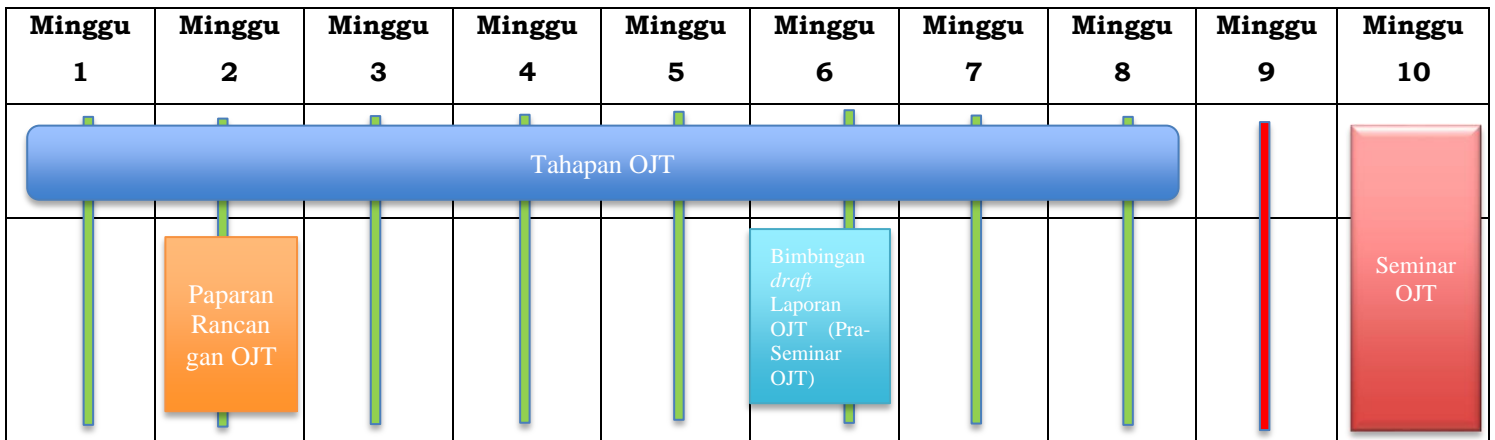 Minggu Minggu Minggu Minggu Minggu Minggu Minggu Minggu Minggu Minggu
1 2 3 4 5 6 7 8 9 10
Tahapan OJT
Paparan
Rancan
gan OJT
Bimbingan
draft
Laporan
OJT (Pra-
Seminar
OJT)
Seminar
OJT